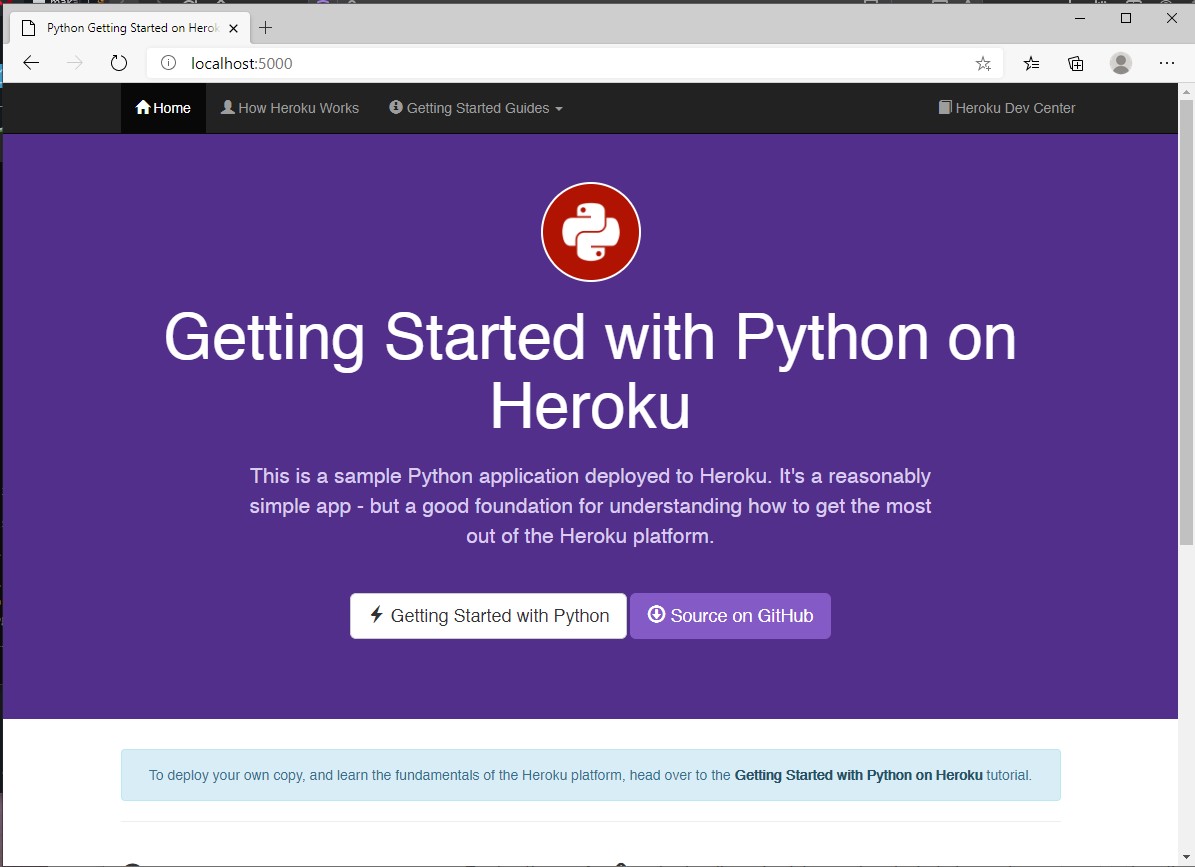 Python Getting Started on Herok
localhost:5000
Home
How Heroku Works
Getting Started Guides
Heroku Dev Center
Getting Started with Python on
Heroku
This is a sample Python application deployed to Heroku. It's a reasonably
simple app - but a good foundation for understanding how to get the most
out of the Heroku platform.
Getting Started with Python
Source on GitHub
To deploy your own copy, and learn the fundamentals of the Heroku platform, head over to the Getting Started with Python on Heroku tutorial.